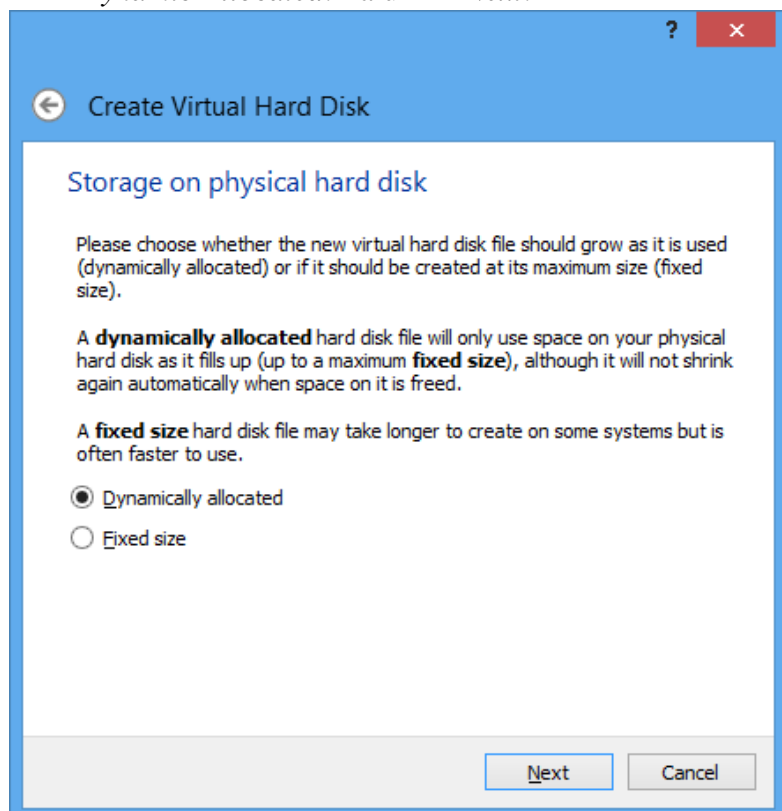 ?
Create Virtual Hard Disk
Storage on physical hard disk
Please choose whether the new virtual hard disk file should grow as it is used
(dynamically allocated) or if it should be created at its maximum size (fixed
size).
A dynamically allocated hard disk file will only use space on your physical
hard disk as it fills up (up to a maximum fixed size), although it will not shrink
again automatically when space on it is freed.
A fixed size hard disk file may take longer to create on some systems but is
often faster to use.
Dynamically allocated
Fixed size
Next Cancel